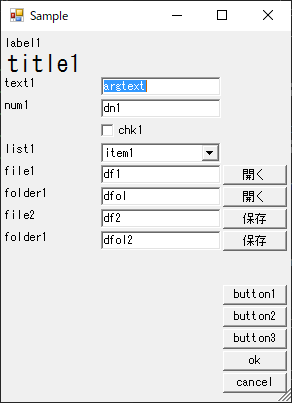 Sample
label1
title1
text1 argtext
num1 dn1
chk1
list1 item1
file1 df1 開く
folder1 dfol 開く
file2 df2 保存
folder1 dfol2 保存
button1
button2
button3
ok
cancel